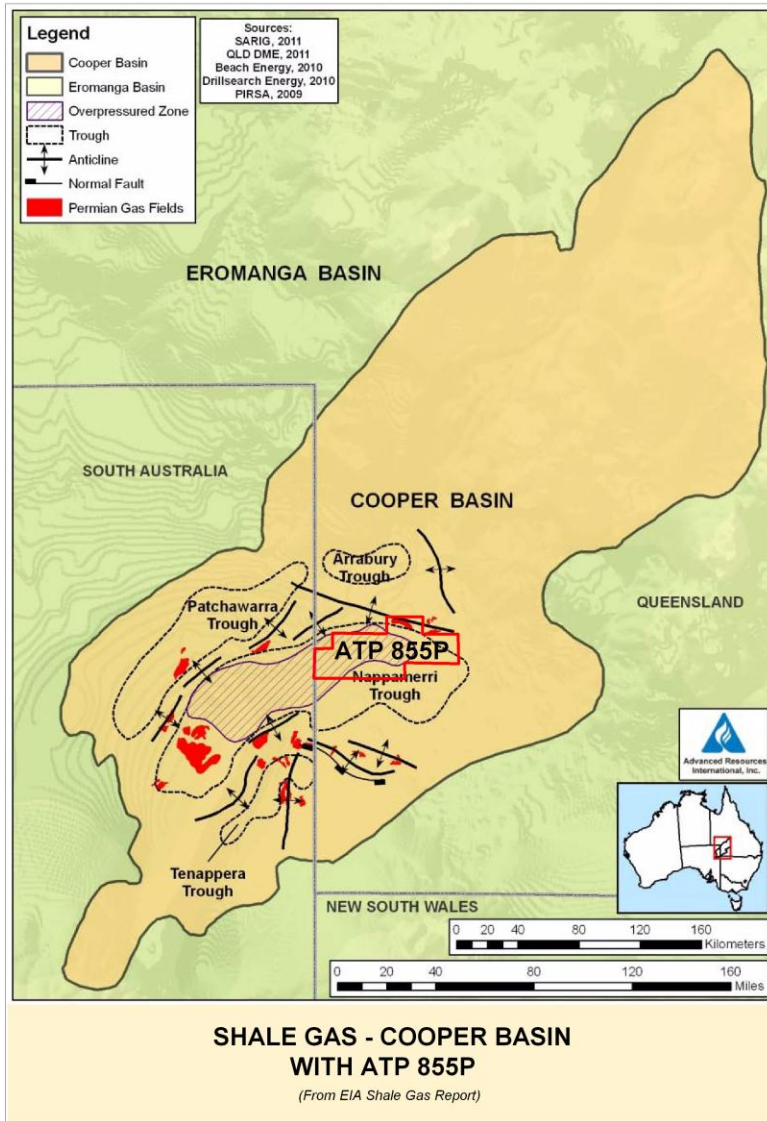 Legend
Cooper Basin
Eromanga Basin
Overpressured Zone
Trough
Anticline
Normal Fault
Permian Gas Fields
Sources:
SARIG, 2011
QLD DME, 2011
Beach Energy, 2010
Drillsearch Energy, 2010
PIRSA, 2009
EROMANGA BASIN
SOUTH AUSTRALIA
COOPER BASIN
Arrabury
Trough
Patchawarra
Trough
QUEENSLAND
ATP 855P
Nappamerri
Trough
Advanced Resources
International, Inc.
Tenappera
Trough
NEW SOUTH WALES
0 20 40 80 120 160
Kilometers
0 20 40 80 120 160
Miles
SHALE GAS - COOPER BASIN
WITH ATP 855P
(From EIA Shale Gas Report)